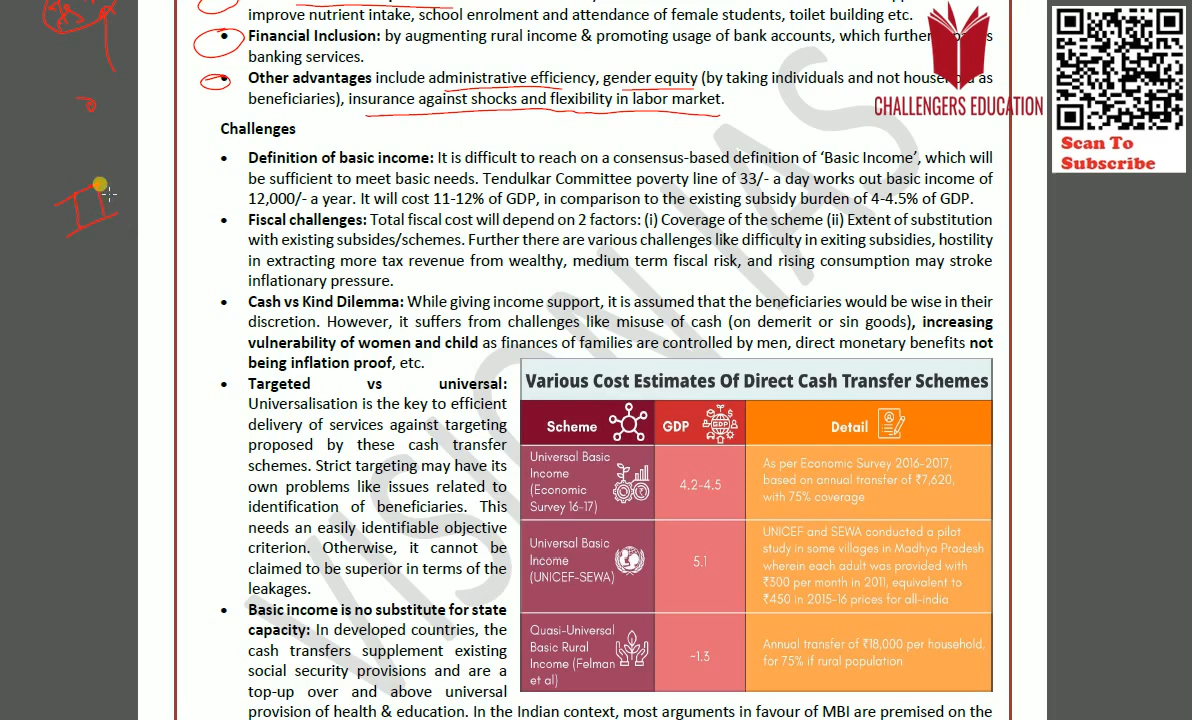 improve nutrient intake, school enrolment and attendance of female students, toilet building etc.
• Financial Inclusion: by augmenting rural income & promoting usage of bank accounts, which further
banking services.
• Other advantages include administrative efficiency, gender equity (by taking individuals and not household as
beneficiaries), insurance against shocks and flexibility in labor market.
CHALLENGERS EDUCATION
Scan To
Subscribe
Challenges
• Definition of basic income: It is difficult to reach on a consensus-based definition of ‘Basic Income’, which will
be sufficient to meet basic needs. Tendulkar Committee poverty line of 33/- a day works out basic income of
12,000/- a year. It will cost 11-12% of GDP, in comparison to the existing subsidy burden of 4-4.5% of GDP.
• Fiscal challenges: Total fiscal cost will depend on 2 factors: (i) Coverage of the scheme (ii) Extent of substitution
with existing subsides/schemes. Further there are various challenges like difficulty in exiting subsidies, hostility
in extracting more tax revenue from wealthy, medium term fiscal risk, and rising consumption may stroke
inflationary pressure.
• Cash vs Kind Dilemma: While giving income support, it is assumed that the beneficiaries would be wise in their
discretion. However, it suffers from challenges like misuse of cash (on demerit or sin goods), increasing
vulnerability of women and child as finances of families are controlled by men, direct monetary benefits not
being inflation proof, etc.
• Targeted vs universal:
Universalisation is the key to efficient
delivery of services against targeting
proposed by these cash transfer
schemes. Strict targeting may have its
own problems like issues related to
identification of beneficiaries. This
needs an easily identifiable objective
criterion. Otherwise, it cannot be
claimed to be superior in terms of the
leakages.
• Basic income is no substitute for state
capacity: In developed countries, the
cash transfers supplement existing
social security provisions and are a
top-up over and above universal
provision of health & education. In the Indian context, most arguments in favour of MBI are premised on the
Various Cost Estimates Of Direct Cash Transfer Schemes
Scheme GDP Detail
Universal Basic
Income
(Economic
Survey 16-17)
4.2-4.5
As per Economic Survey 2016-2017,
based on annual transfer of ₹7,620,
with 75% coverage
Universal Basic
Income
(UNICEF-SEWA)
5.1
UNICEF and SEWA conducted a pilot
study in some villages in Madhya Pradesh
wherein each adult was provided with
₹300 per month in 2011, equivalent to
₹450 in 2015-16 prices for all-india
Quasi-Universal
Basic Rural
Income (Felman
et al)
~1.3
Annual transfer of ₹18,000 per household,
for 75% if rural population
VISION IAS